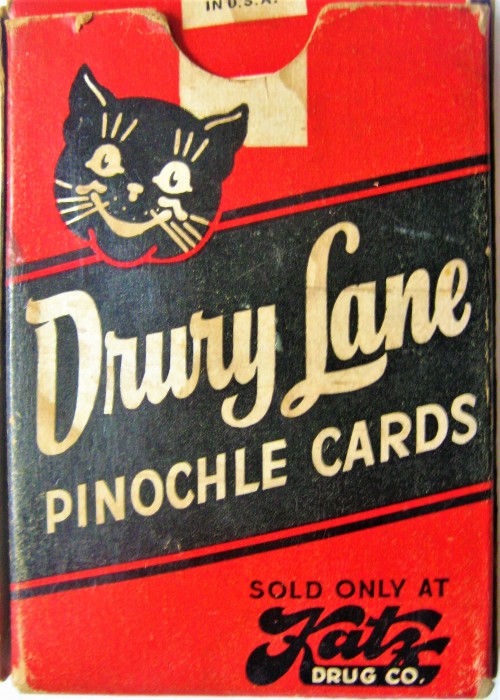 IN U.S.A.
Drury Lane
PINOCHLE CARDS
SOLD ONLY AT
Katz
DRUG CO.